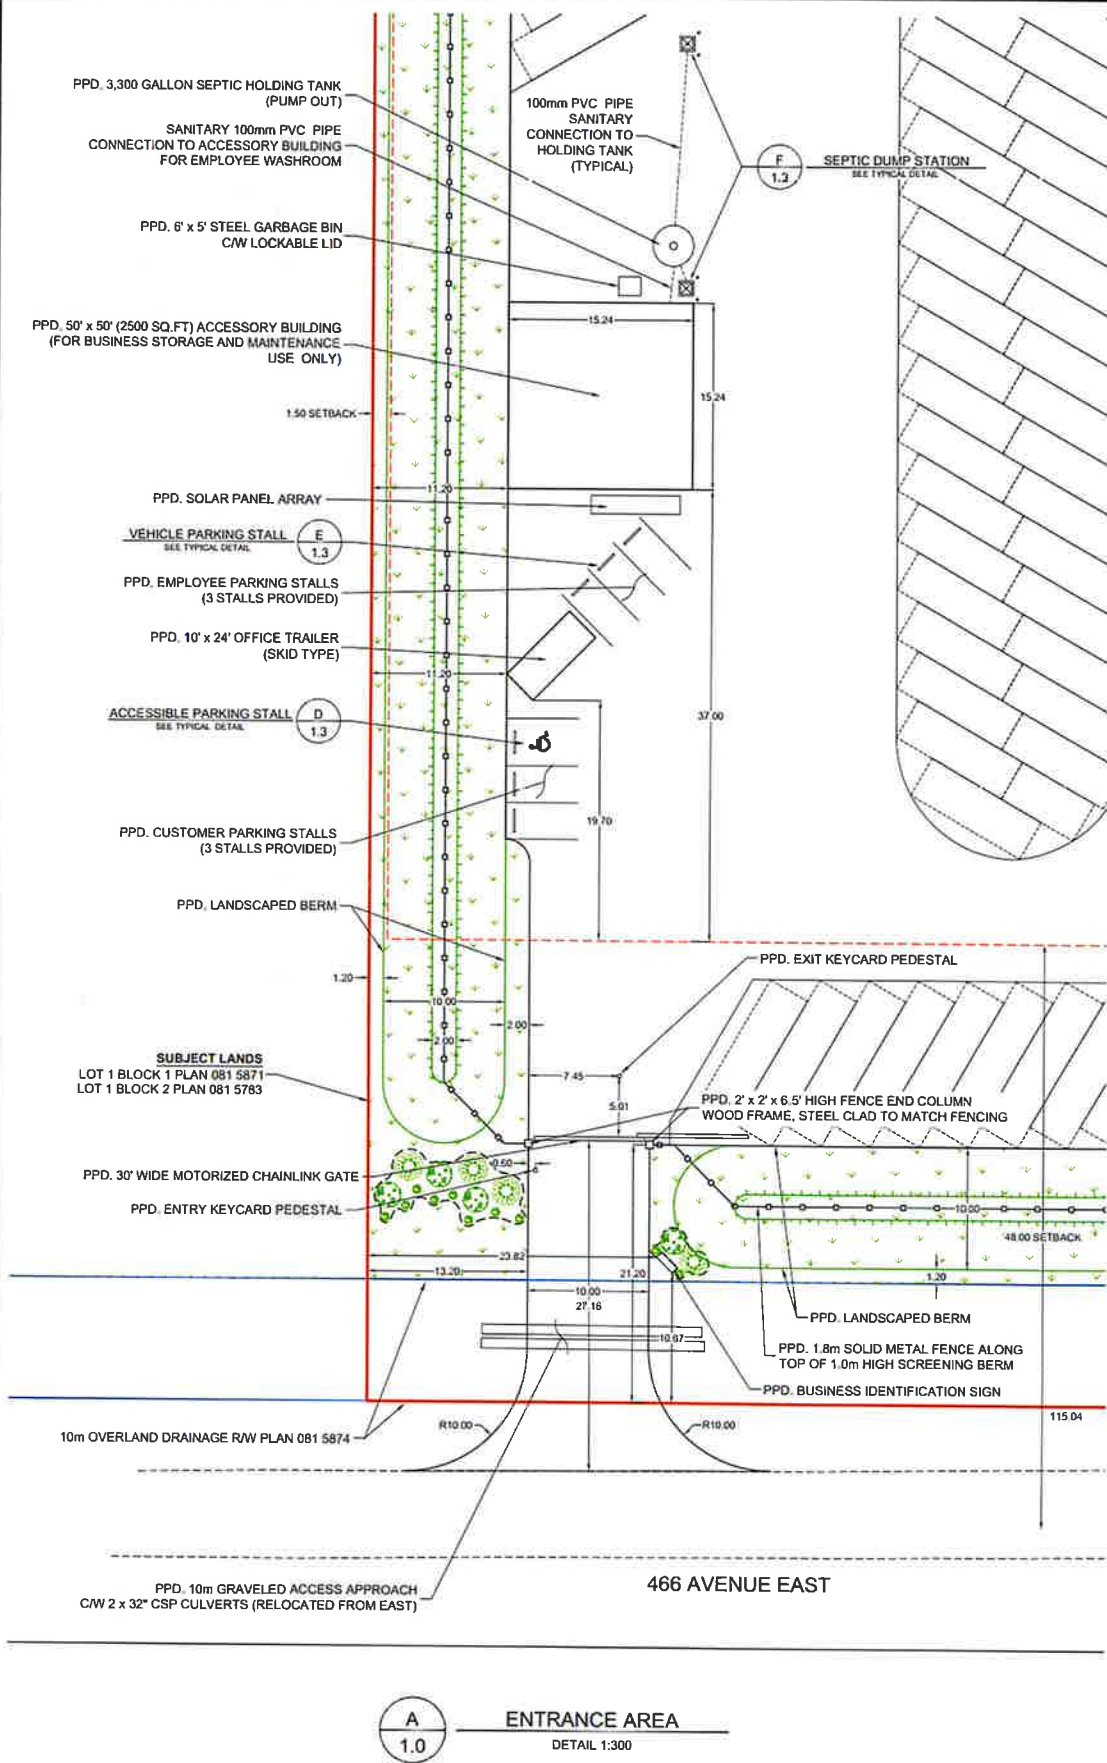 PPD. 3,300 GALLON SEPTIC HOLDING TANK
(PUMP OUT)
SANITARY 100mm PVC PIPE
CONNECTION TO ACCESSORY BUILDING
FOR EMPLOYEE WASHROOM
100mm PVC PIPE
SANITARY
CONNECTION TO
HOLDING TANK
(TYPICAL)
F
1.3
SEPTIC DUMP STATION
SEE TYPICAL DETAIL
PPD. 6' x 5' STEEL GARBAGE BIN
C/W LOCKABLE LID
PPD. 50' x 50' (2500 SQ.FT) ACCESSORY BUILDING
(FOR BUSINESS STORAGE AND MAINTENANCE
USE ONLY)
15.24
15.24
1.50 SETBACK
11.20
PPD. SOLAR PANEL ARRAY
VEHICLE PARKING STALL
SEE TYPICAL DETAIL
E
1.3
PPD. EMPLOYEE PARKING STALLS
(3 STALLS PROVIDED)
PPD. 10' x 24' OFFICE TRAILER
(SKID TYPE)
11.20
ACCESSIBLE PARKING STALL
SEE TYPICAL DETAIL
D
1.3
37.00
19.70
PPD. CUSTOMER PARKING STALLS
(3 STALLS PROVIDED)
PPD. LANDSCAPED BERM
PPD. EXIT KEYCARD PEDESTAL
1.20
10.00
2.00
2.00
SUBJECT LANDS
LOT 1 BLOCK 1 PLAN 081 5871
LOT 1 BLOCK 2 PLAN 081 5783
7.45
5.01
PPD. 2' x 2' x 6.5' HIGH FENCE END COLUMN
WOOD FRAME, STEEL CLAD TO MATCH FENCING
PPD. 30' WIDE MOTORIZED CHAINLINK GATE
0.50
PPD. ENTRY KEYCARD PEDESTAL
10.00
48.00 SETBACK
23.82
13.20
21.20
1.20
10.00
27.16
PPD. LANDSCAPED BERM
10.67
PPD. 1.8m SOLID METAL FENCE ALONG
TOP OF 1.0m HIGH SCREENING BERM
PPD. BUSINESS IDENTIFICATION SIGN
115.04
R10.00
R10.00
10m OVERLAND DRAINAGE R/W PLAN 081 5874
466 AVENUE EAST
PPD. 10m GRAVELED ACCESS APPROACH
C/W 2 x 32" CSP CULVERTS (RELOCATED FROM EAST)
A
1.0
ENTRANCE AREA
DETAIL 1:300